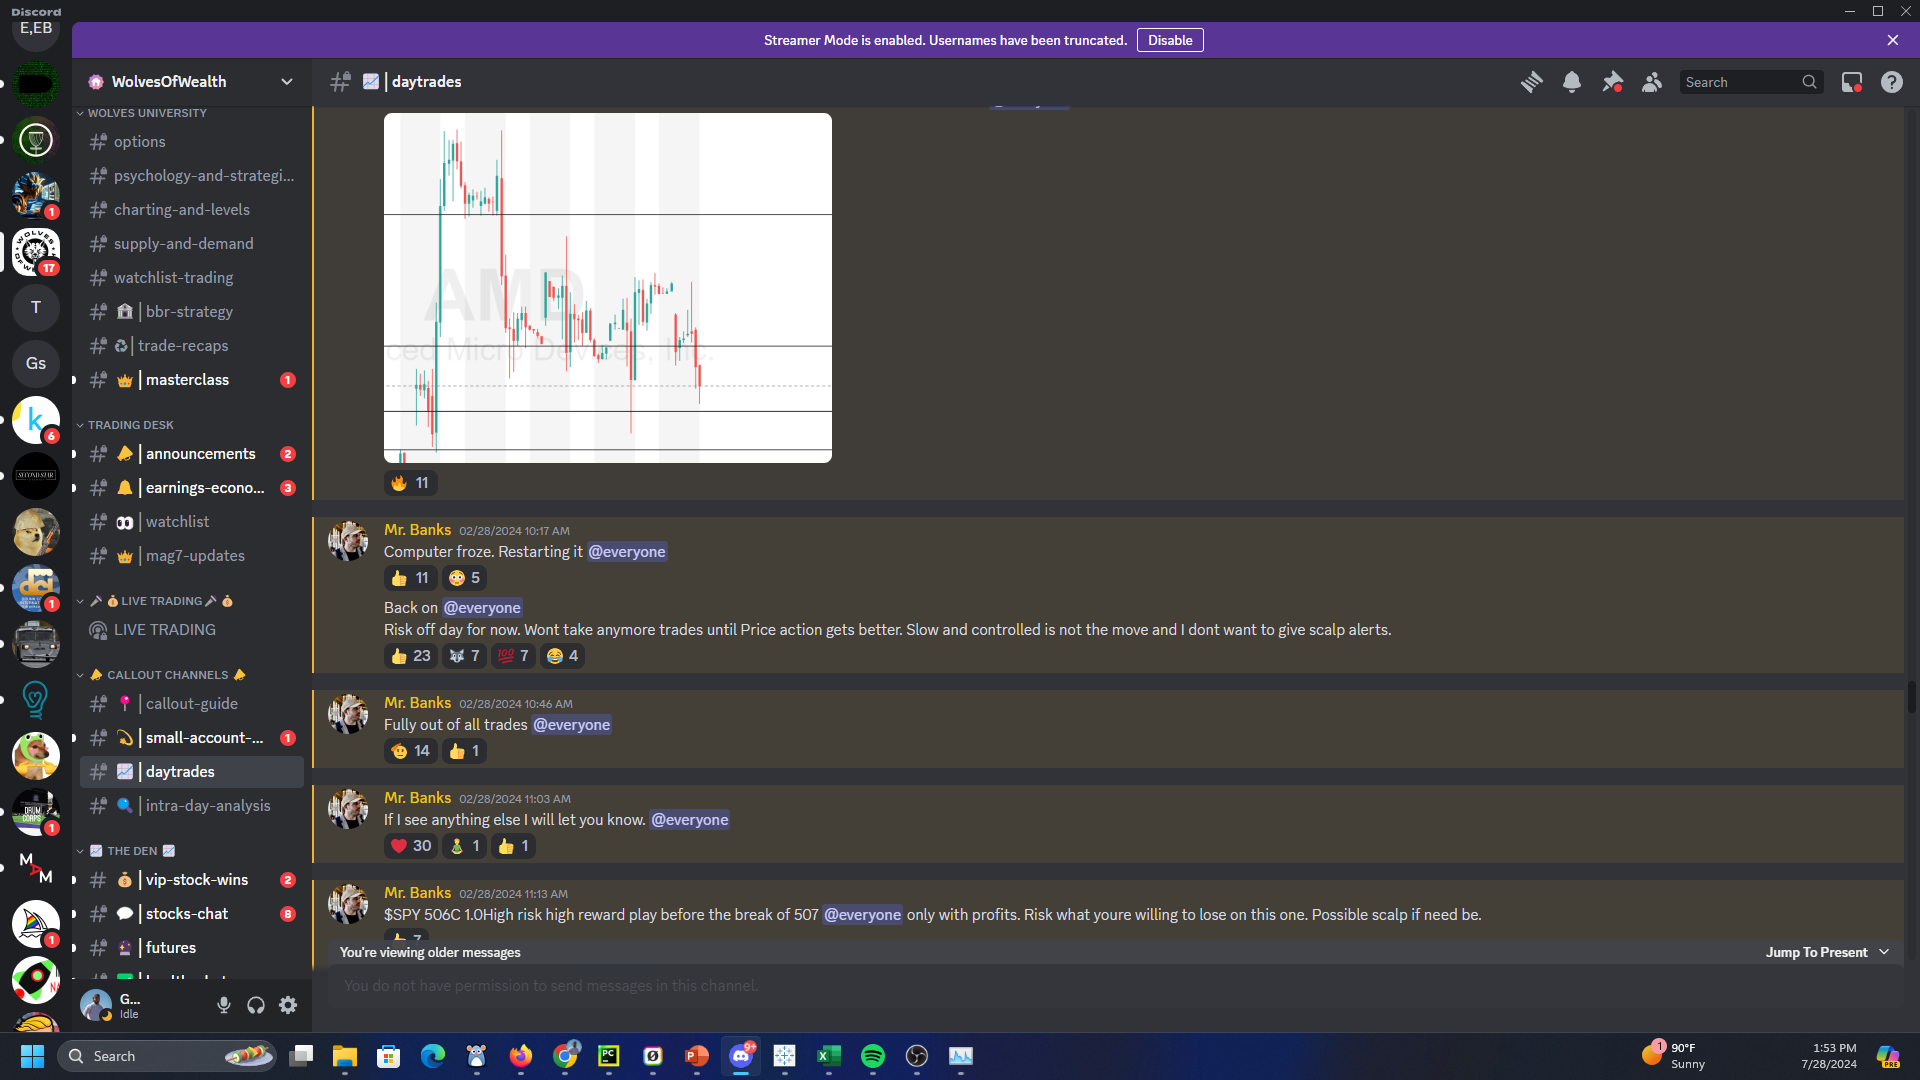 Discord
E,EB
Streamer Mode is enabled. Usernames have been truncated.
Disable
WolvesOfWealth
| daytrades
Search
WOLVES UNIVERSITY
options
psychology-and-strategi...
charting-and-levels
supply-and-demand
watchlist-trading
| bbr-strategy
| trade-recaps
| masterclass
1
TRADING DESK
| announcements
2
| earnings-econo...
3
| watchlist
| mag7-updates
LIVE TRADING
LIVE TRADING
CALLOUT CHANNELS
| callout-guide
| small-account-...
1
| daytrades
| intra-day-analysis
THE DEN
| vip-stock-wins
2
| stocks-chat
8
| futures
G...
Idle
1
17
T
Gs
k
6
SECOND STAR
dci
1
DRUM CORPS
1
M A M
1
AMD
ced Micro Devices, Inc.
11
Mr. Banks 02/28/2024 10:17 AM
Computer froze. Restarting it @everyone
11 5
Back on @everyone
Risk off day for now. Wont take anymore trades until Price action gets better. Slow and controlled is not the move and I dont want to give scalp alerts.
23 7 100 7 4
Mr. Banks 02/28/2024 10:46 AM
Fully out of all trades @everyone
14 1
Mr. Banks 02/28/2024 11:03 AM
If I see anything else I will let you know. @everyone
30 1 1
Mr. Banks 02/28/2024 11:13 AM
$SPY 506C 1.0High risk high reward play before the break of 507 @everyone only with profits. Risk what youre willing to lose on this one. Possible scalp if need be.
7
You're viewing older messages
Jump To Present
You do not have permission to send messages in this channel.
Search
PC
9+
1
90°F
Sunny
1:53 PM
7/28/2024
PRE